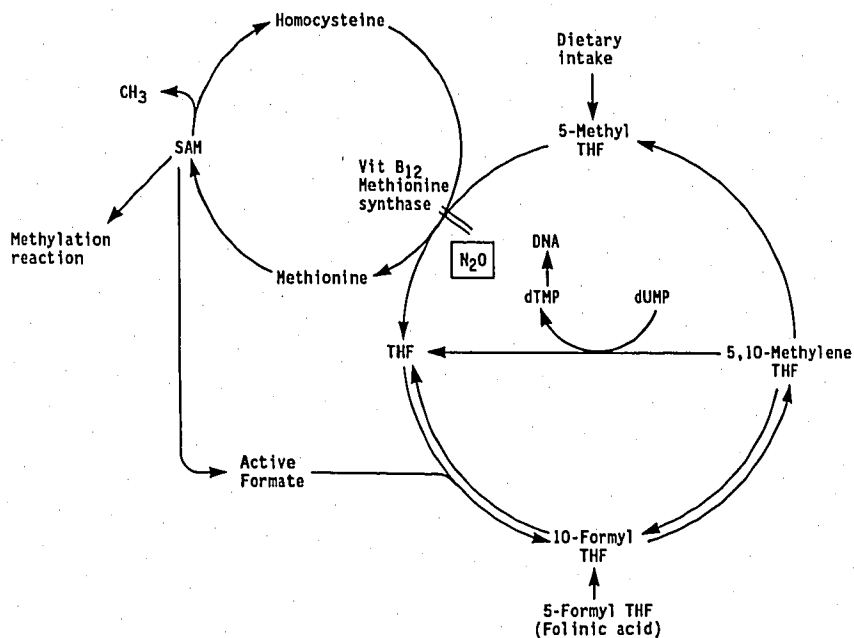 Homocysteine
Dietary
intake
CH3
5-Methyl
THF
SAM
Vit B12
Methionine
synthase
Methylation
reaction
Methionine
N2O
DNA
dTMP
dUMP
THF
5,10-Methylene
THF
Active
Formate
10-Formyl
THF
5-Formyl THF
(Folinic acid)